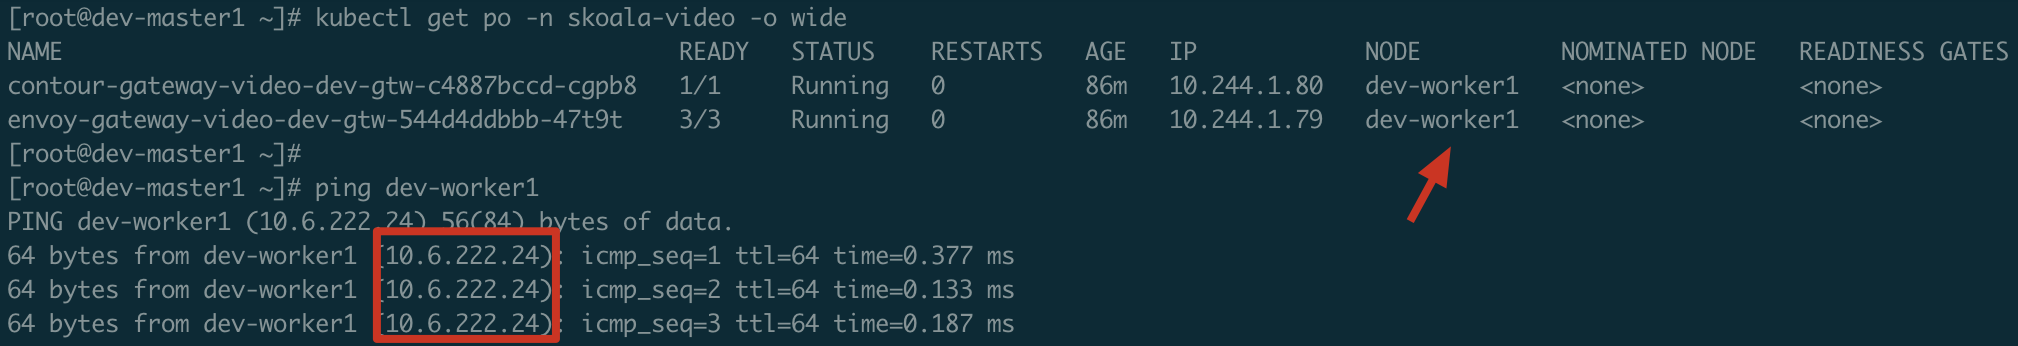 [root@dev-master1 ~]# kubectl get po -n skoala-video -o wide
NAME READY STATUS RESTARTS AGE IP NODE NOMINATED NODE READINESS GATES
contour-gateway-video-dev-gtw-c4887bccd-cgpb8 1/1 Running 0 86m 10.244.1.80 dev-worker1 <none> <none>
envoy-gateway-video-dev-gtw-544d4ddbbb-47t9t 3/3 Running 0 86m 10.244.1.79 dev-worker1 <none> <none>
[root@dev-master1 ~]#
[root@dev-master1 ~]# ping dev-worker1
PING dev-worker1 (10.6.222.24) 56(84) bytes of data.
64 bytes from dev-worker1 (10.6.222.24): icmp_seq=1 ttl=64 time=0.377 ms
64 bytes from dev-worker1 (10.6.222.24): icmp_seq=2 ttl=64 time=0.133 ms
64 bytes from dev-worker1 (10.6.222.24): icmp_seq=3 ttl=64 time=0.187 ms